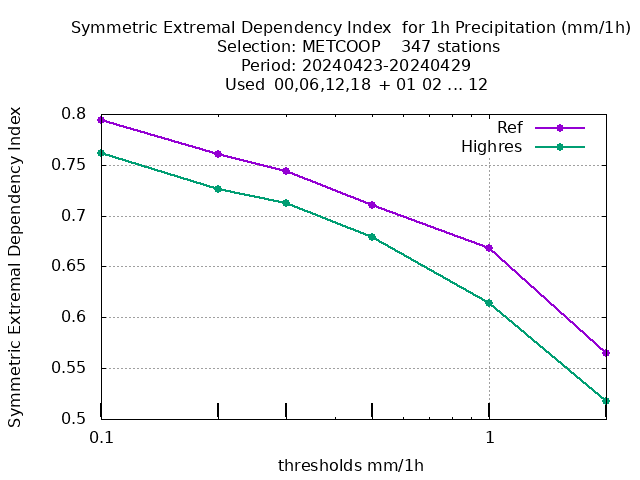 Symmetric Extremal Dependency Index for 1h Precipitation (mm/1h)
Selection: METCOOP 347 stations
Period: 20240423-20240429
Used 00,06,12,18 + 01 02 ... 12
Symmetric Extremal Dependency Index
0.8
0.75
0.7
0.65
0.6
0.55
0.5
Ref
Highres
0.1
1
thresholds mm/1h